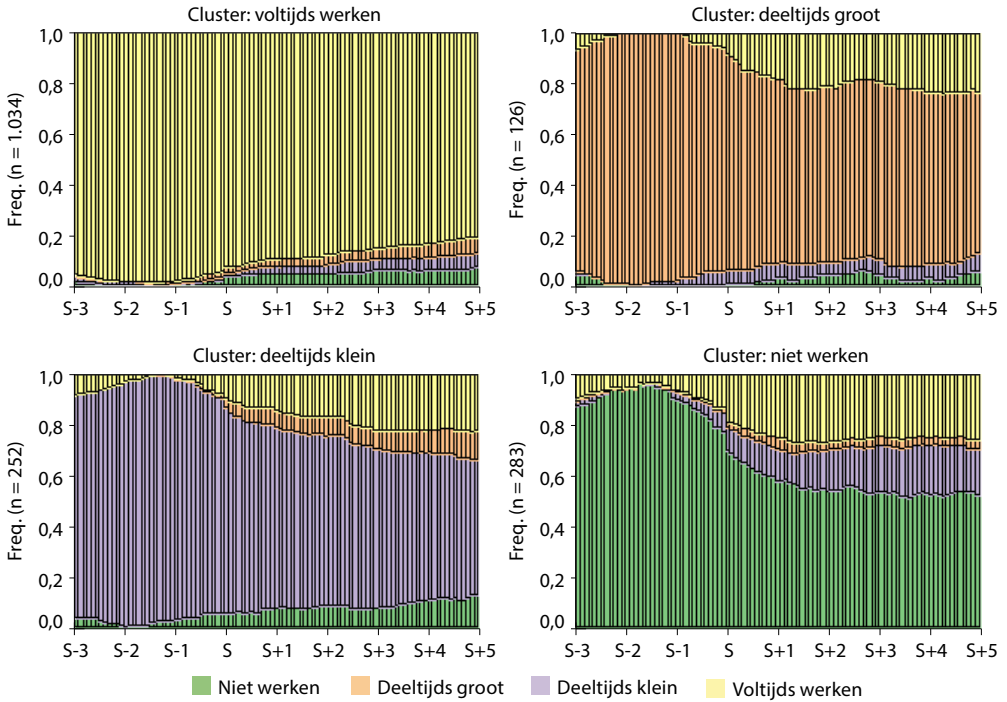 Cluster: voltijds werken
Freq. (n = 1.034)
1,0
0,8
0,6
0,4
0,2
0,0
S-3 S-2 S-1 S S+1 S+2 S+3 S+4 S+5
Cluster: deeltijds groot
Freq. (n = 126)
1,0
0,8
0,6
0,4
0,2
0,0
S-3 S-2 S-1 S S+1 S+2 S+3 S+4 S+5
Cluster: deeltijds klein
Freq. (n = 252)
1,0
0,8
0,6
0,4
0,2
0,0
S-3 S-2 S-1 S S+1 S+2 S+3 S+4 S+5
Cluster: niet werken
Freq. (n = 283)
1,0
0,8
0,6
0,4
0,2
0,0
S-3 S-2 S-1 S S+1 S+2 S+3 S+4 S+5
Niet werken Deeltijds groot Deeltijds klein Voltijds werken